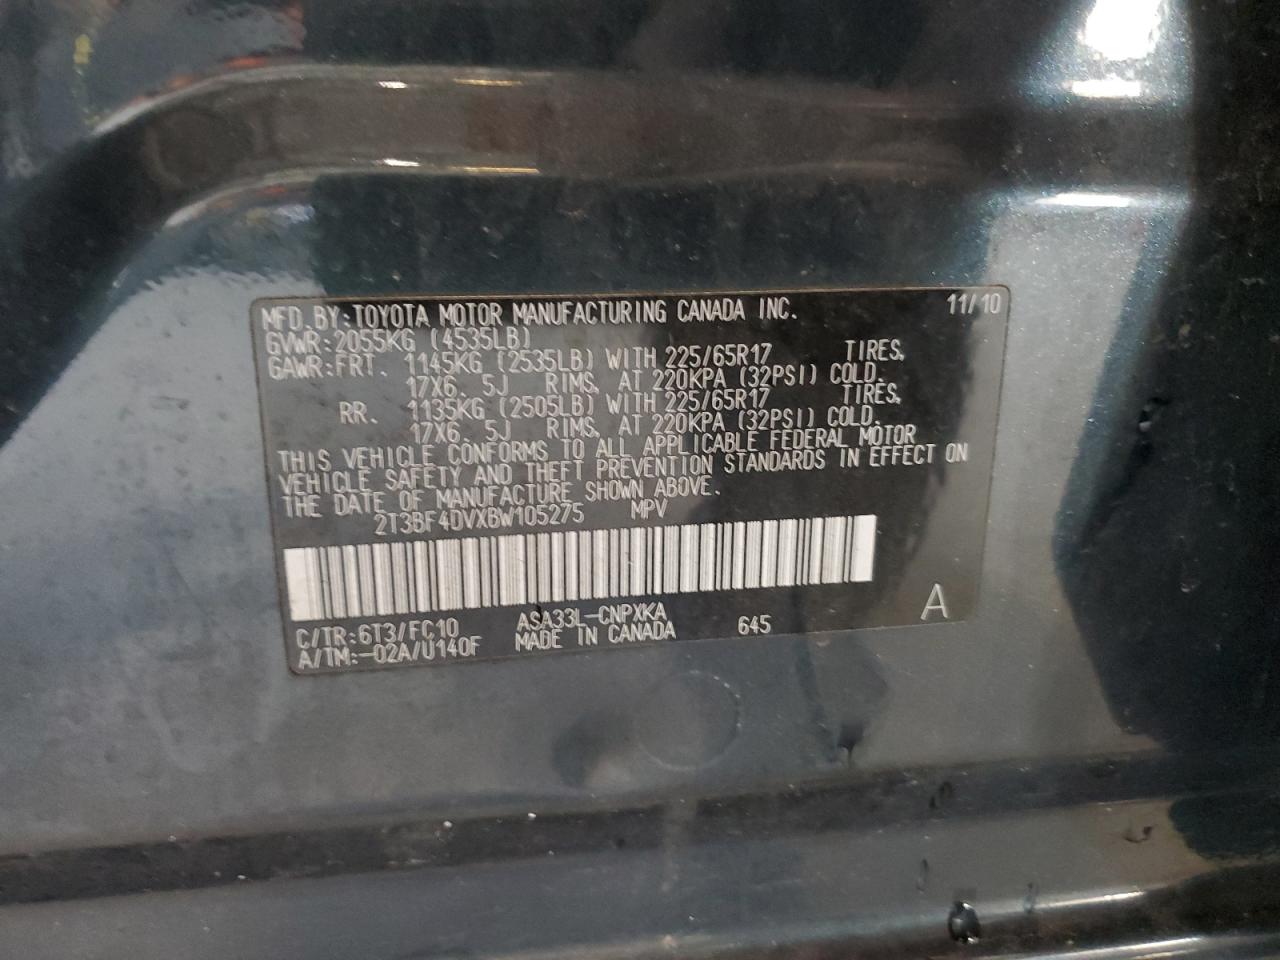 MFD.BY:TOYOTA MOTOR MANUFACTURING CANADA INC. 11/10
GVWR:2055KG (4535LB)
GAWR:FRT. 1145KG (2535LB) WITH 225/65R17 TIRES,
17X6.5J RIMS, AT 220KPA (32PSI) COLD.
RR. 1135KG (2505LB) WITH 225/65R17 TIRES,
17X6.5J RIMS, AT 220KPA (32PSI) COLD.
THIS VEHICLE CONFORMS TO ALL APPLICABLE FEDERAL MOTOR
VEHICLE SAFETY AND THEFT PREVENTION STANDARDS IN EFFECT ON
THE DATE OF MANUFACTURE SHOWN ABOVE.
2T3BF4DVXBW105275 MPV
C/TR:6T3/FC10 ASA33L-CNPXKA 645 A
A/TM:-02A/U140F MADE IN CANADA